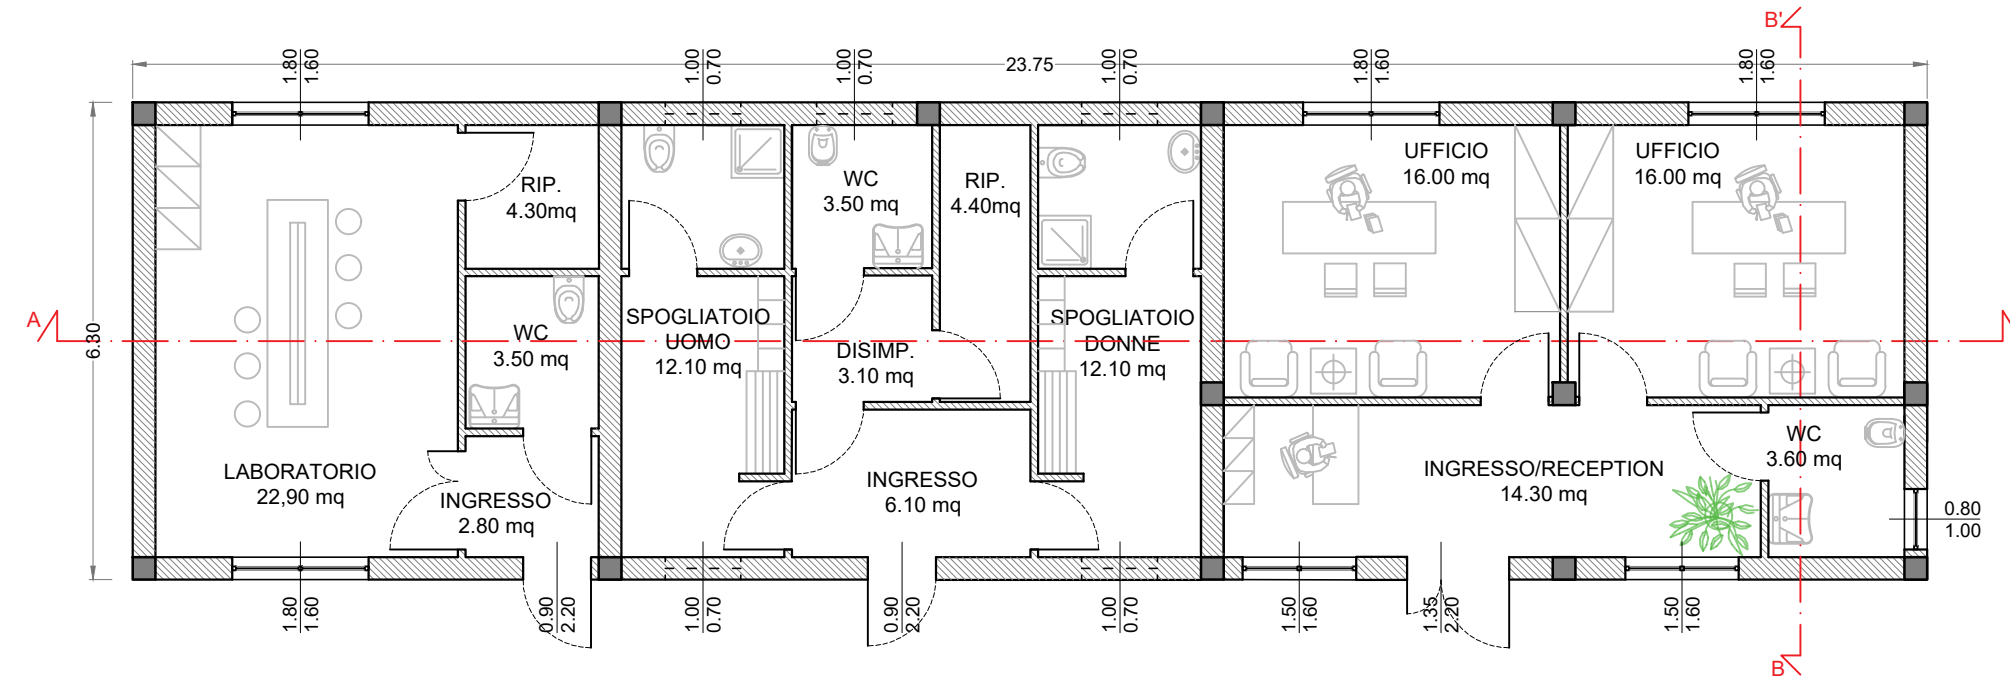 B'
1.80
1.60
1.00
0.70
1.00
0.70
23.75
1.00
0.70
1.80
1.60
1.80
1.60
6.30
A
RIP.
4.30mq
WC
3.50 mq
RIP.
4.40mq
UFFICIO
16.00 mq
UFFICIO
16.00 mq
WC
3.50 mq
SPOGLIATOIO
UOMO
12.10 mq
DISIMP.
3.10 mq
SPOGLIATOIO
DONNE
12.10 mq
LABORATORIO
22,90 mq
INGRESSO
2.80 mq
INGRESSO
6.10 mq
INGRESSO/RECEPTION
14.30 mq
WC
3.60 mq
0.80
1.00
1.80
1.60
0.90
2.20
1.00
0.70
0.90
2.20
1.00
0.70
1.50
1.60
1.35
2.20
1.50
1.60
B